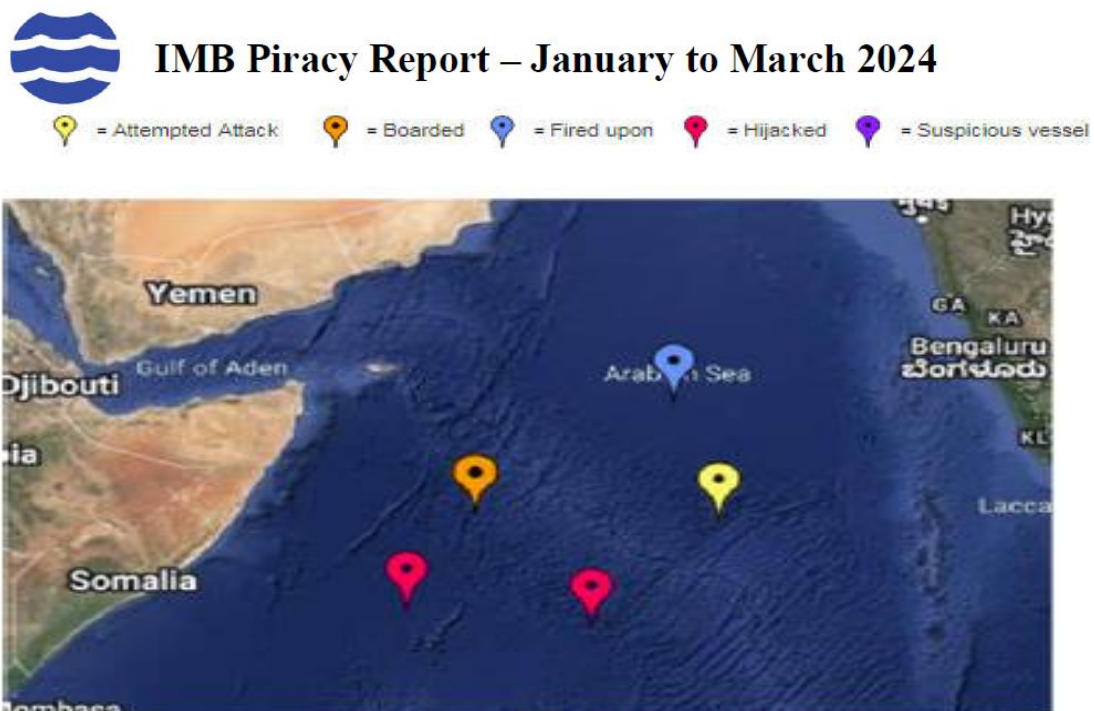 IMB Piracy Report – January to March 2024
= Attempted Attack = Boarded = Fired upon = Hijacked = Suspicious vessel
Yemen
GA
KA
Gulf of Aden
Bengaluru
ಬೆಂಗಳೂರು
Djibouti
Sea
KL
Lacca
Somalia